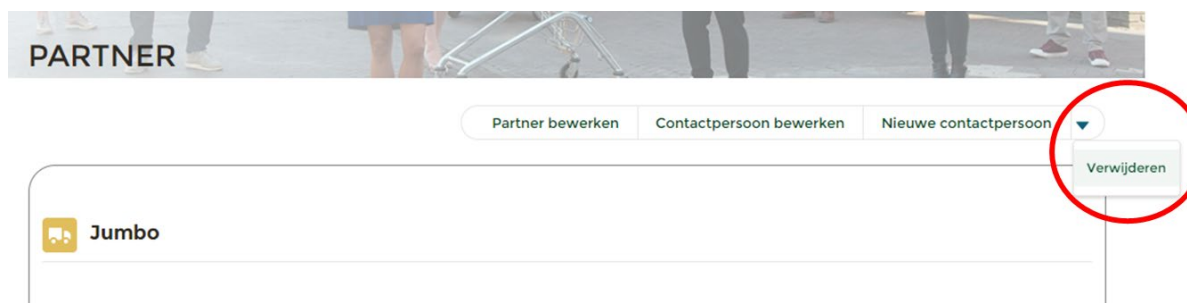 PARTNER
Partner bewerken Contactpersoon bewerken Nieuwe contactpersoon
Verwijderen
Jumbo